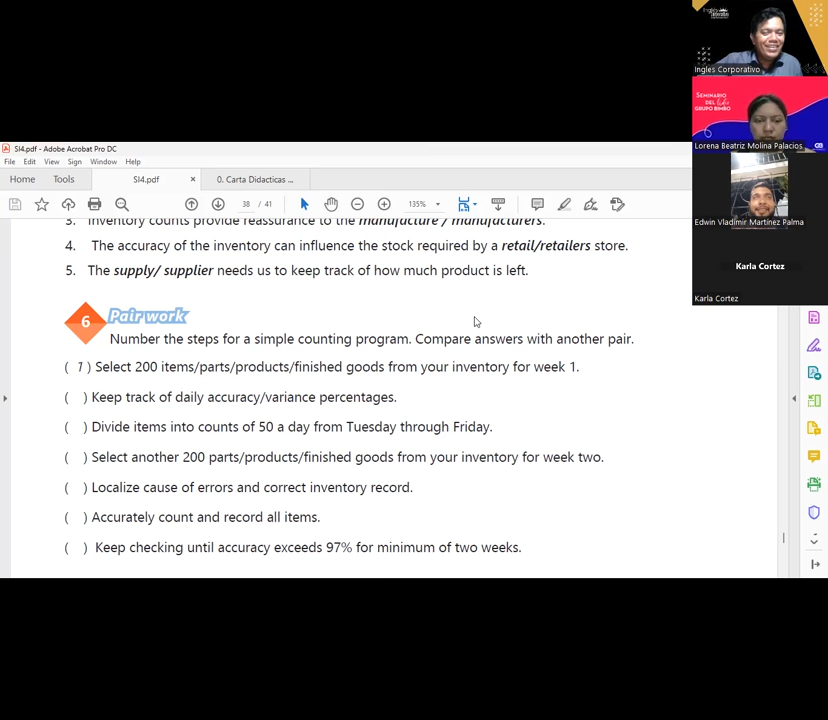 Ingles Corporativo
SEMINARIO
DEL
GRUPO BIMBO
Lorena Beatriz Molina Palacios
Edwin Vladimir Martínez Palma
Karla Cortez
Karla Cortez
SI4.pdf - Adobe Acrobat Pro DC
File Edit View Sign Window Help
Home Tools SI4.pdf × 0. Carta Didacticas ...
38 / 41 135%
3. Inventory counts provide reassurance to the manufacture / manufacturers.
4. The accuracy of the inventory can influence the stock required by a retail/retailers store.
5. The supply/ supplier needs us to keep track of how much product is left.
6 Pair work
Number the steps for a simple counting program. Compare answers with another pair.
( 1 ) Select 200 items/parts/products/finished goods from your inventory for week 1.
( ) Keep track of daily accuracy/variance percentages.
( ) Divide items into counts of 50 a day from Tuesday through Friday.
( ) Select another 200 parts/products/finished goods from your inventory for week two.
( ) Localize cause of errors and correct inventory record.
( ) Accurately count and record all items.
( ) Keep checking until accuracy exceeds 97% for minimum of two weeks.